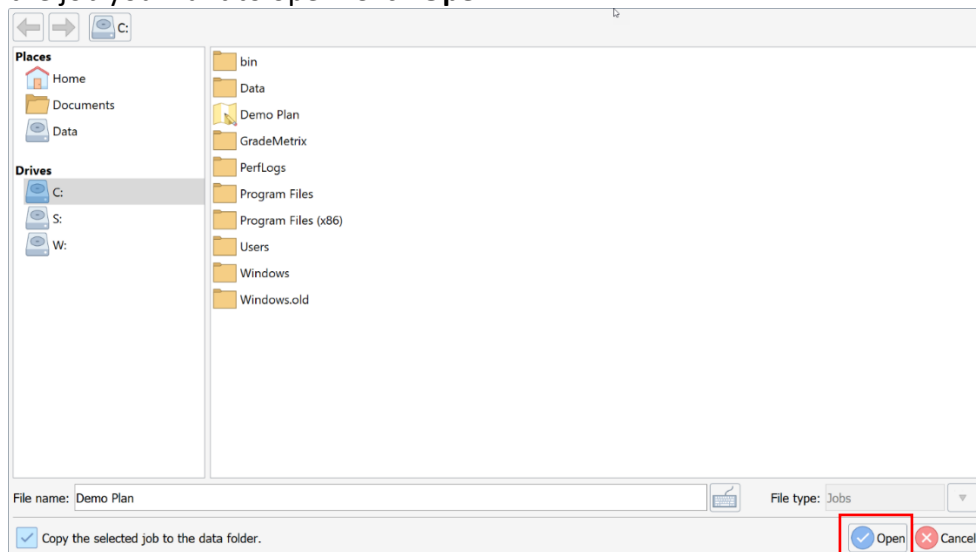 C:
Places
Home
Documents
Data
Drives
C:
S:
W:
bin
Data
Demo Plan
GradeMetrix
PerfLogs
Program Files
Program Files (x86)
Users
Windows
Windows.old
File name: Demo Plan
File type: Jobs
Copy the selected job to the data folder.
Open
Cancel